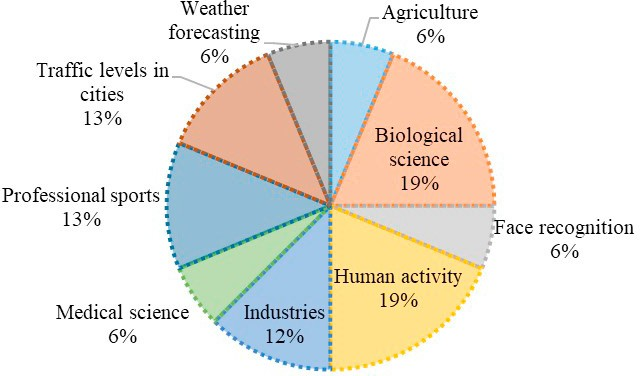 Weather
forecasting
6%
Agriculture
6%
Traffic levels in
cities
13%
Biological
science
19%
Professional sports
13%
Face recognition
6%
Human activity
19%
Medical science
6%
Industries
12%